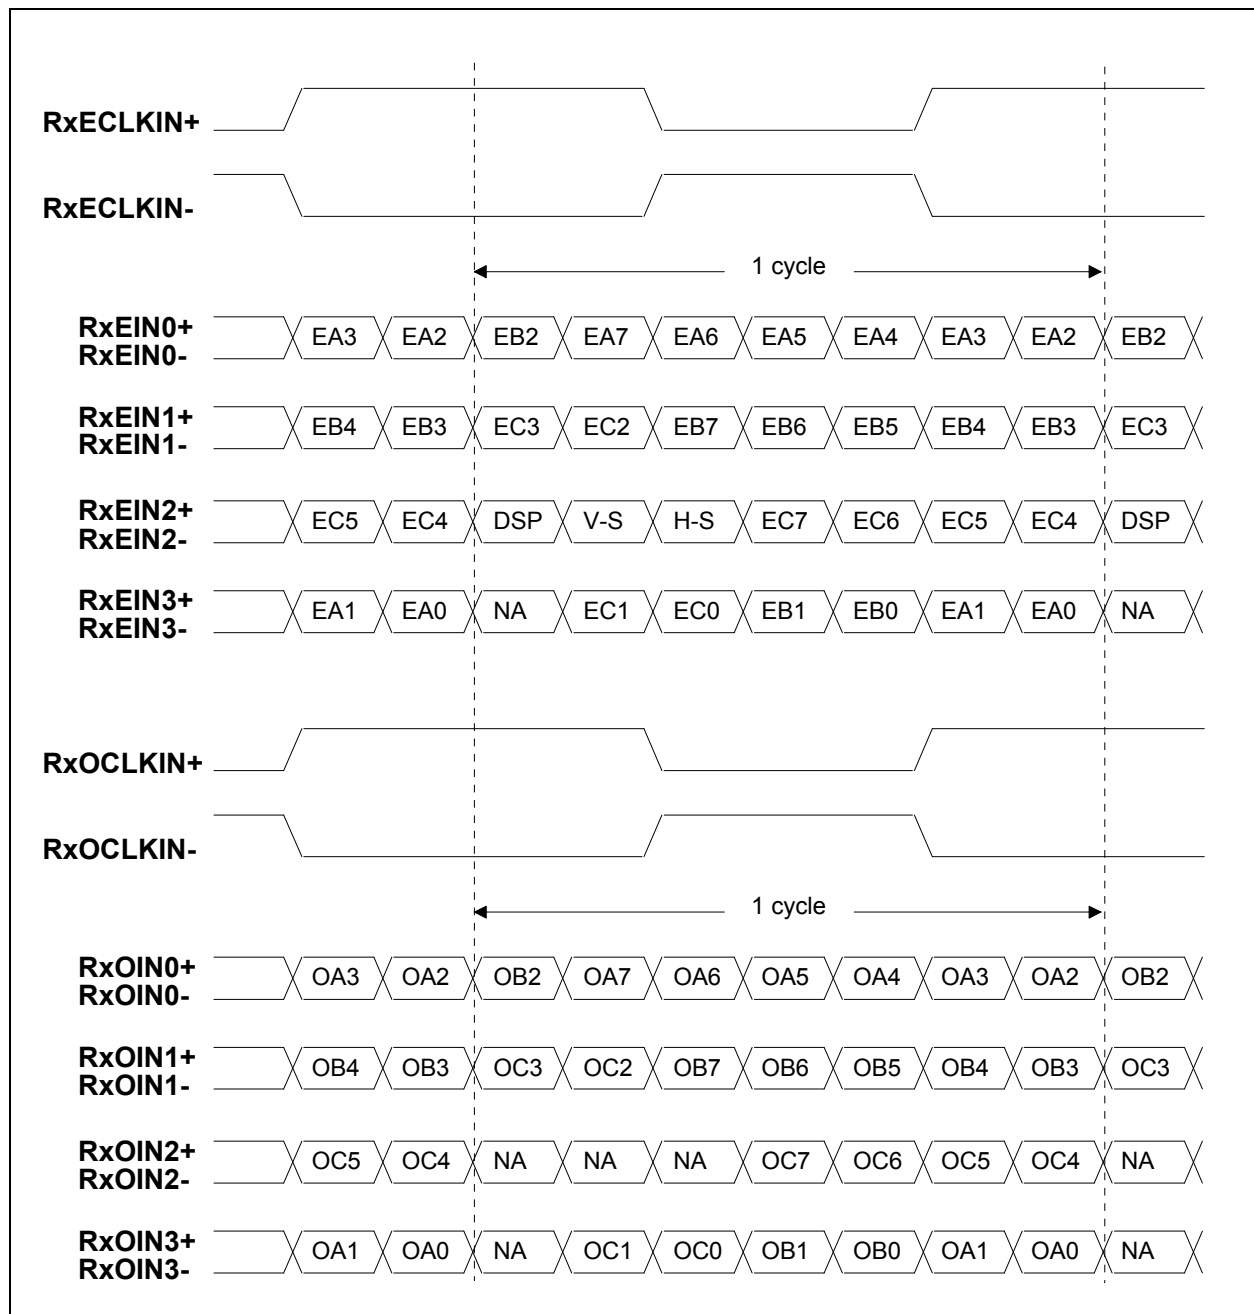 RxECLKIN+
RxECLKIN-
1 cycle
RxEIN0+
RxEIN0-
EA3 EA2 EB2 EA7 EA6 EA5 EA4 EA3 EA2 EB2
RxEIN1+
RxEIN1-
EB4 EB3 EC3 EC2 EB7 EB6 EB5 EB4 EB3 EC3
RxEIN2+
RxEIN2-
EC5 EC4 DSP V-S H-S EC7 EC6 EC5 EC4 DSP
RxEIN3+
RxEIN3-
EA1 EA0 NA EC1 EC0 EB1 EB0 EA1 EA0 NA
RxOCLKIN+
RxOCLKIN-
1 cycle
RxOIN0+
RxOIN0-
OA3 OA2 OB2 OA7 OA6 OA5 OA4 OA3 OA2 OB2
RxOIN1+
RxOIN1-
OB4 OB3 OC3 OC2 OB7 OB6 OB5 OB4 OB3 OC3
RxOIN2+
RxOIN2-
OC5 OC4 NA NA NA OC7 OC6 OC5 OC4 NA
RxOIN3+
RxOIN3-
OA1 OA0 NA OC1 OC0 OB1 OB0 OA1 OA0 NA